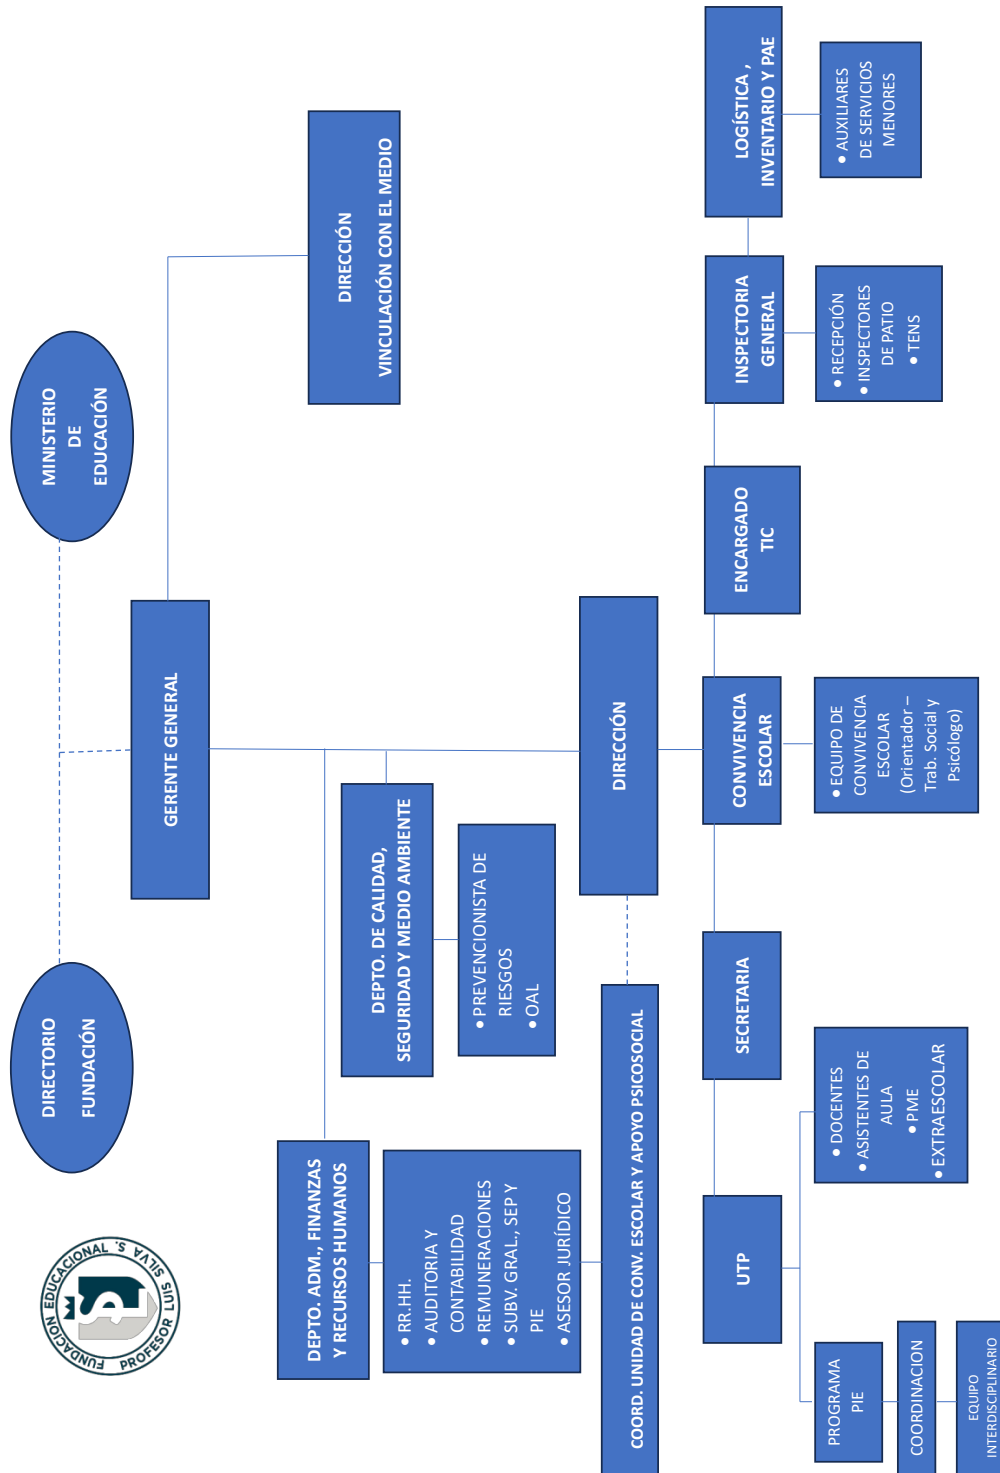 FUNDACION EDUCACIONAL
PROFESOR LUIS SILVA S.
DIRECTORIO
FUNDACIÓN
MINISTERIO
DE
EDUCACIÓN
GERENTE GENERAL
DIRECCIÓN
VINCULACIÓN CON EL MEDIO
DEPTO. ADM., FINANZAS
Y RECURSOS HUMANOS
• RR.HH.
• AUDITORIA Y
CONTABILIDAD
• REMUNERACIONES
• SUBV. GRAL., SEP Y
PIE
• ASESOR JURÍDICO
DEPTO. DE CALIDAD,
SEGURIDAD Y MEDIO AMBIENTE
• PREVENCIONISTA DE
RIESGOS
• OAL
COORD. UNIDAD DE CONV. ESCOLAR Y APOYO PSICOSOCIAL
DIRECCIÓN
UTP
SECRETARIA
CONVIVENCIA
ESCOLAR
ENCARGADO
TIC
INSPECTORIA
GENERAL
LOGÍSTICA ,
INVENTARIO Y PAE
PROGRAMA
PIE
COORDINACION
EQUIPO
INTERDISCIPLINARIO
• DOCENTES
• ASISTENTES DE
AULA
• PME
• EXTRAESCOLAR
• EQUIPO DE
CONVIVENCIA
ESCOLAR
(Orientador –
Trab. Social y
Psicólogo)
• RECEPCIÓN
• INSPECTORES
DE PATIO
• TENS
• AUXILIARES
DE SERVICIOS
MENORES